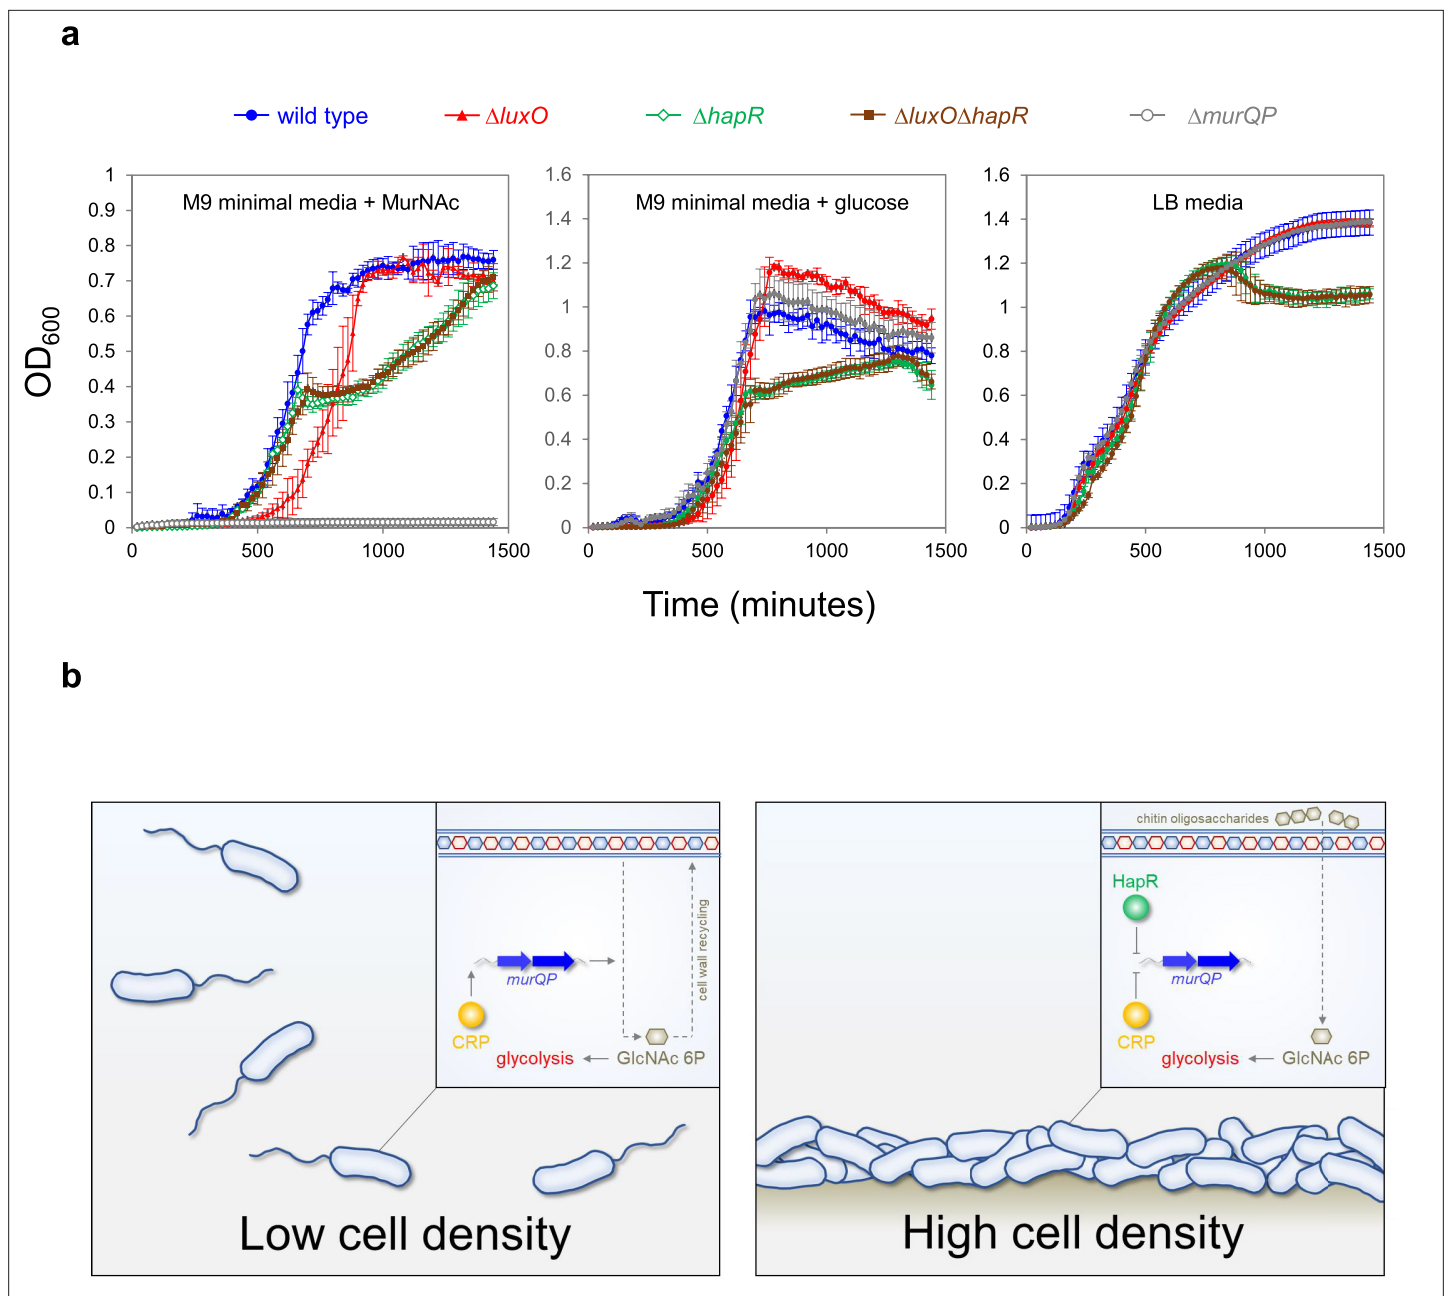 a
wild type ΔluxO ΔhapR ΔluxOΔhapR ΔmurQP
M9 minimal media + MurNAc
1
0.9
0.8
0.7
0.6
0.5
0.4
0.3
0.2
0.1
0
0 500 1000 1500
M9 minimal media + glucose
1.6
1.4
1.2
1
0.8
0.6
0.4
0.2
0
0 500 1000 1500
LB media
1.6
1.4
1.2
1
0.8
0.6
0.4
0.2
0
0 500 1000 1500
OD600
Time (minutes)
b
murQP
CRP
cell wall recycling
glycolysis GlcNAc 6P
Low cell density
chitin oligosaccharides
HapR
murQP
CRP
glycolysis GlcNAc 6P
High cell density